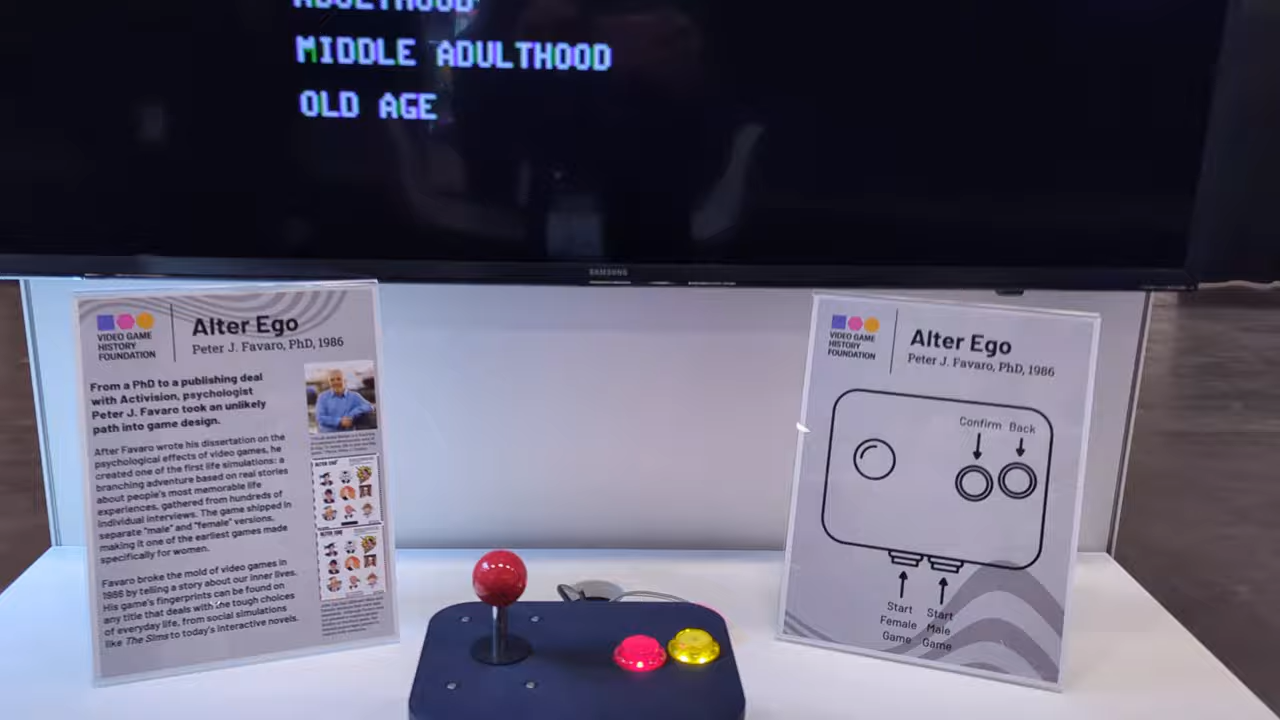 ADULTHOOD
MIDDLE ADULTHOOD
OLD AGE
SAMSUNG
VIDEO GAME
HISTORY
FOUNDATION
Alter Ego
Peter J. Favaro, PhD, 1986
From a PhD to a publishing deal
with Activision, psychologist
Peter J. Favaro took an unlikely
path into game design.
After Favaro wrote his dissertation on the
psychological effects of video games, he
created one of the first life simulations: a
branching adventure based on real stories
about people's most memorable life
experiences, gathered from hundreds of
individual interviews. The game shipped in
separate "male" and "female" versions,
making it one of the earliest games made
specifically for women.
Favaro broke the mold of video games in
1986 by telling a story about our inner lives.
His game's fingerprints can be found on
any title that deals with the tough choices
of everyday life, from social simulations
like The Sims to today's interactive novels.
VIDEO GAME
HISTORY
FOUNDATION
Alter Ego
Peter J. Favaro, PhD, 1986
Confirm Back
Start
Female
Game
Start
Male
Game